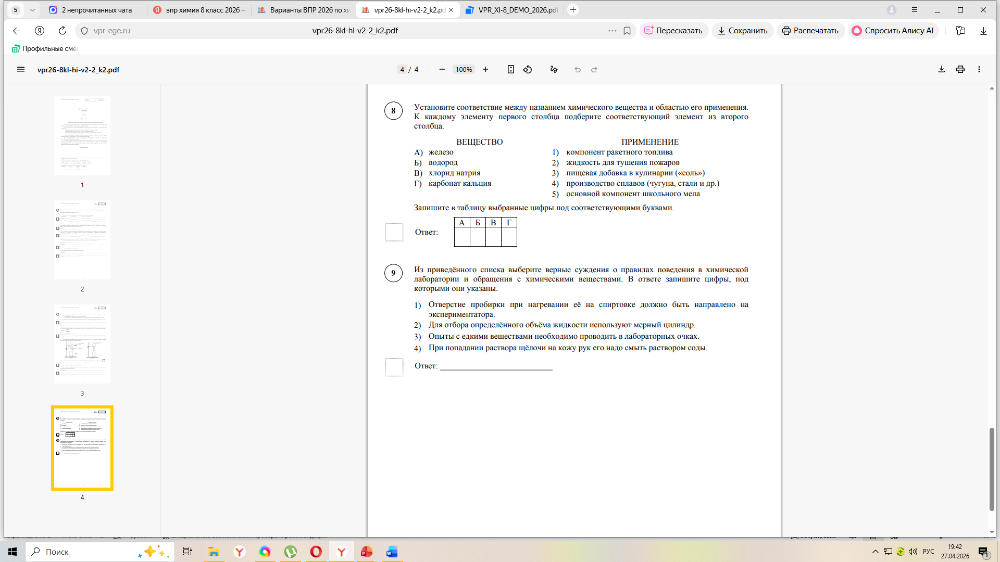 5
2 непрочитанных чата
впр химия 8 класс 2026 —
Варианты ВПР 2026 по хи
vpr26-8kl-hi-v2-2_k2.pd
VPR_XI-8_DEMO_2026.pdf
vpr-ege.ru
vpr26-8kl-hi-v2-2_k2.pdf
Пересказать
Сохранить
Распечатать
Спросить Алису AI
Профильные сме
vpr26-8kl-hi-v2-2_k2.pdf
4 / 4
100%
1
2
3
4
8
Установите соответствие между названием химического вещества и областью его применения.
К каждому элементу первого столбца подберите соответствующий элемент из второго
столбца.
ВЕЩЕСТВО ПРИМЕНЕНИЕ
А) железо 1) компонент ракетного топлива
Б) водород 2) жидкость для тушения пожаров
В) хлорид натрия 3) пищевая добавка в кулинарии («соль»)
Г) карбонат кальция 4) производство сплавов (чугуна, стали и др.)
5) основной компонент школьного мела
Запишите в таблицу выбранные цифры под соответствующими буквами.
А Б В Г
Ответ:
9
Из приведённого списка выберите верные суждения о правилах поведения в химической
лаборатории и обращения с химическими веществами. В ответе запишите цифры, под
которыми они указаны.
1) Отверстие пробирки при нагревании её на спиртовке должно быть направлено на
экспериментатора.
2) Для отбора определённого объёма жидкости используют мерный цилиндр.
3) Опыты с едкими веществами необходимо проводить в лабораторных очках.
4) При попадании раствора щёлочи на кожу рук его надо смыть раствором соды.
Ответ:
Поиск
РУС
19:42
27.04.2026
1